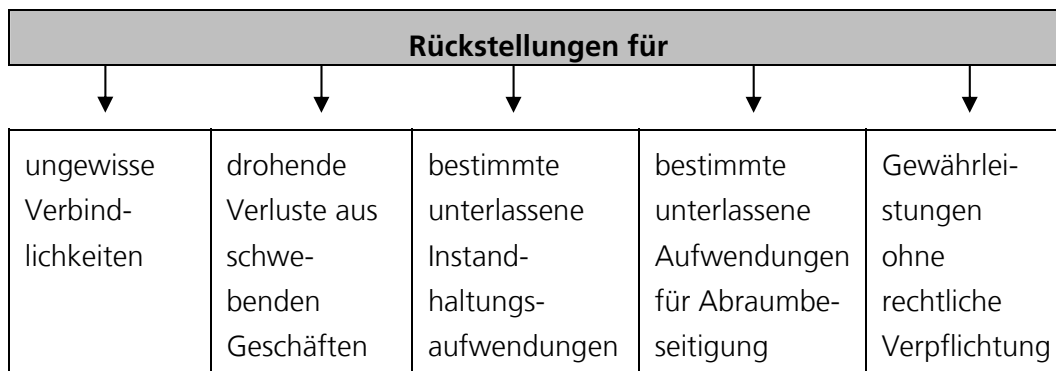 Rückstellungen für
ungewisse
Verbind-
lichkeiten
drohende
Verluste aus
schwe-
benden
Geschäften
bestimmte
unterlassene
Instand-
haltungs-
aufwendungen
bestimmte
unterlassene
Aufwendungen
für Abraumbe-
seitigung
Gewährlei-
stungen
ohne
rechtliche
Verpflichtung